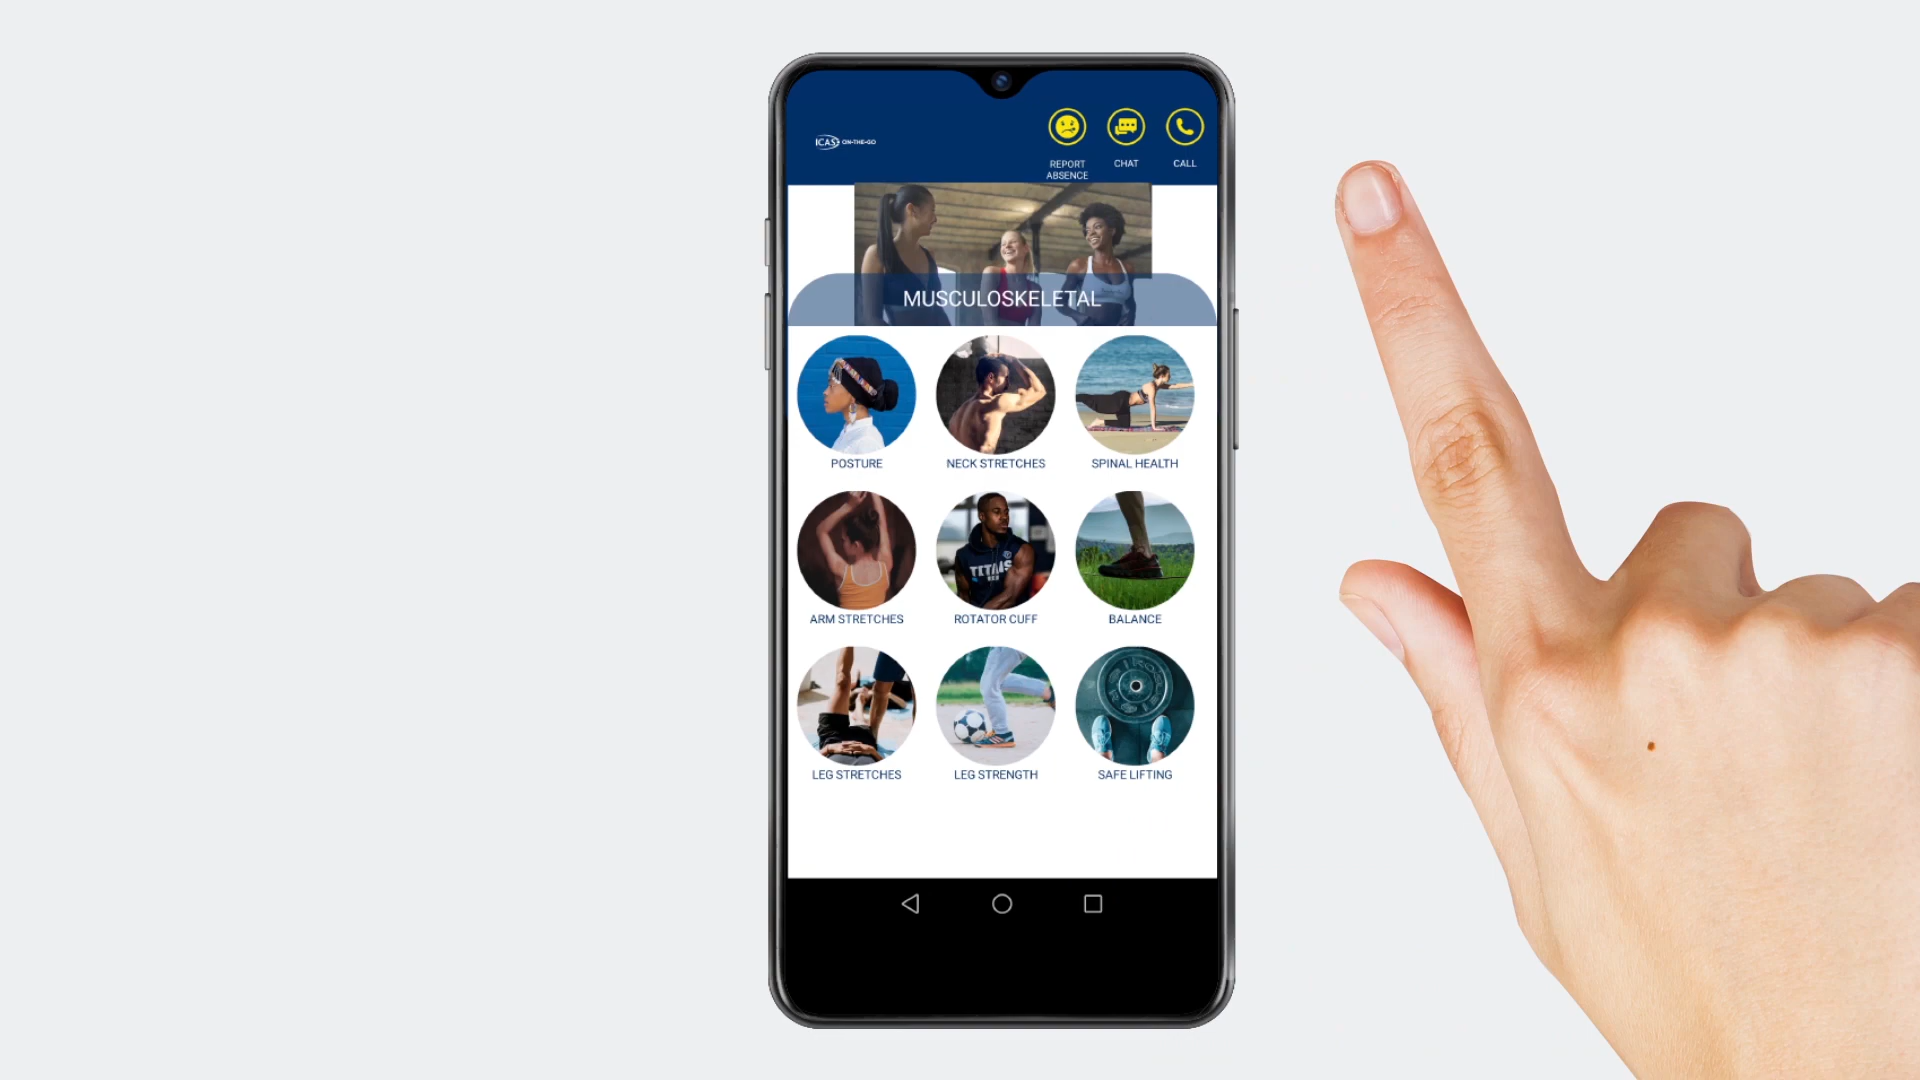 ICAS ON-THE-GO
REPORT
ABSENCE
CHAT
CALL
MUSCULOSKELETAL
POSTURE
NECK STRETCHES
SPINAL HEALTH
TITANS
ARM STRETCHES
ROTATOR CUFF
BALANCE
LEG STRETCHES
LEG STRENGTH
SAFE LIFTING